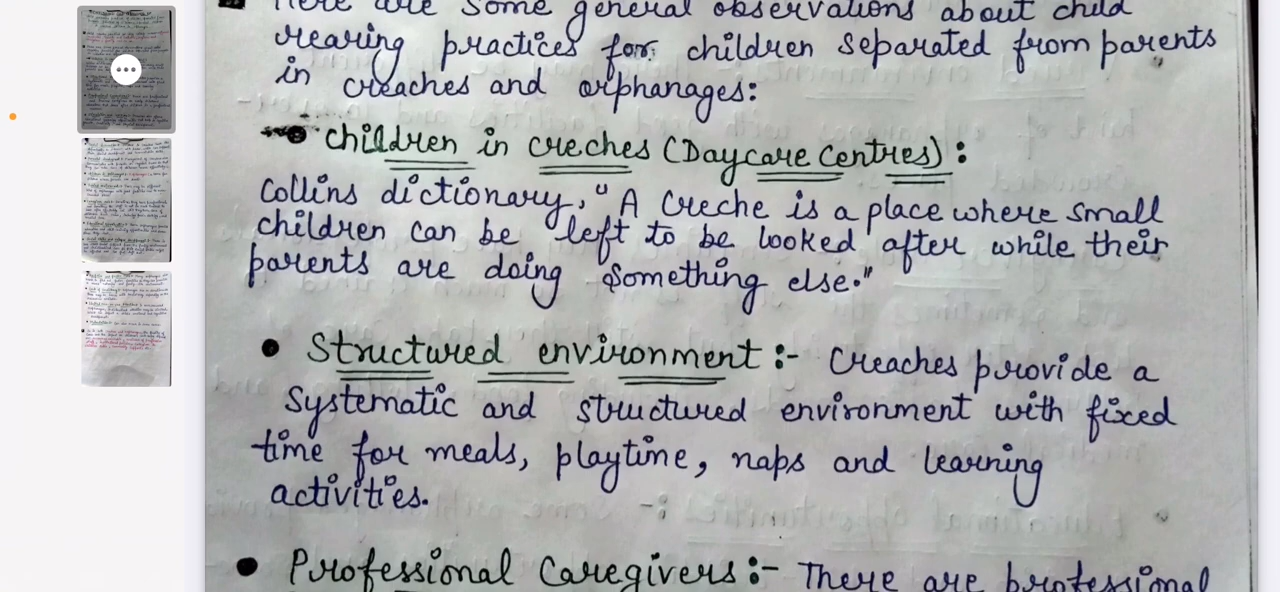 There are some general observations about child
rearing practices for children separated from parents
in creaches and orphanages:
children in creches (Daycare Centres):
Collins dictionary, "A Creche is a place where small
children can be left to be looked after while their
parents are doing something else."
Structured environment :- Creaches provide a
systematic and structured environment with fixed
time for meals, playtime, naps and learning
activities.
Professional Caregivers :- There are professional